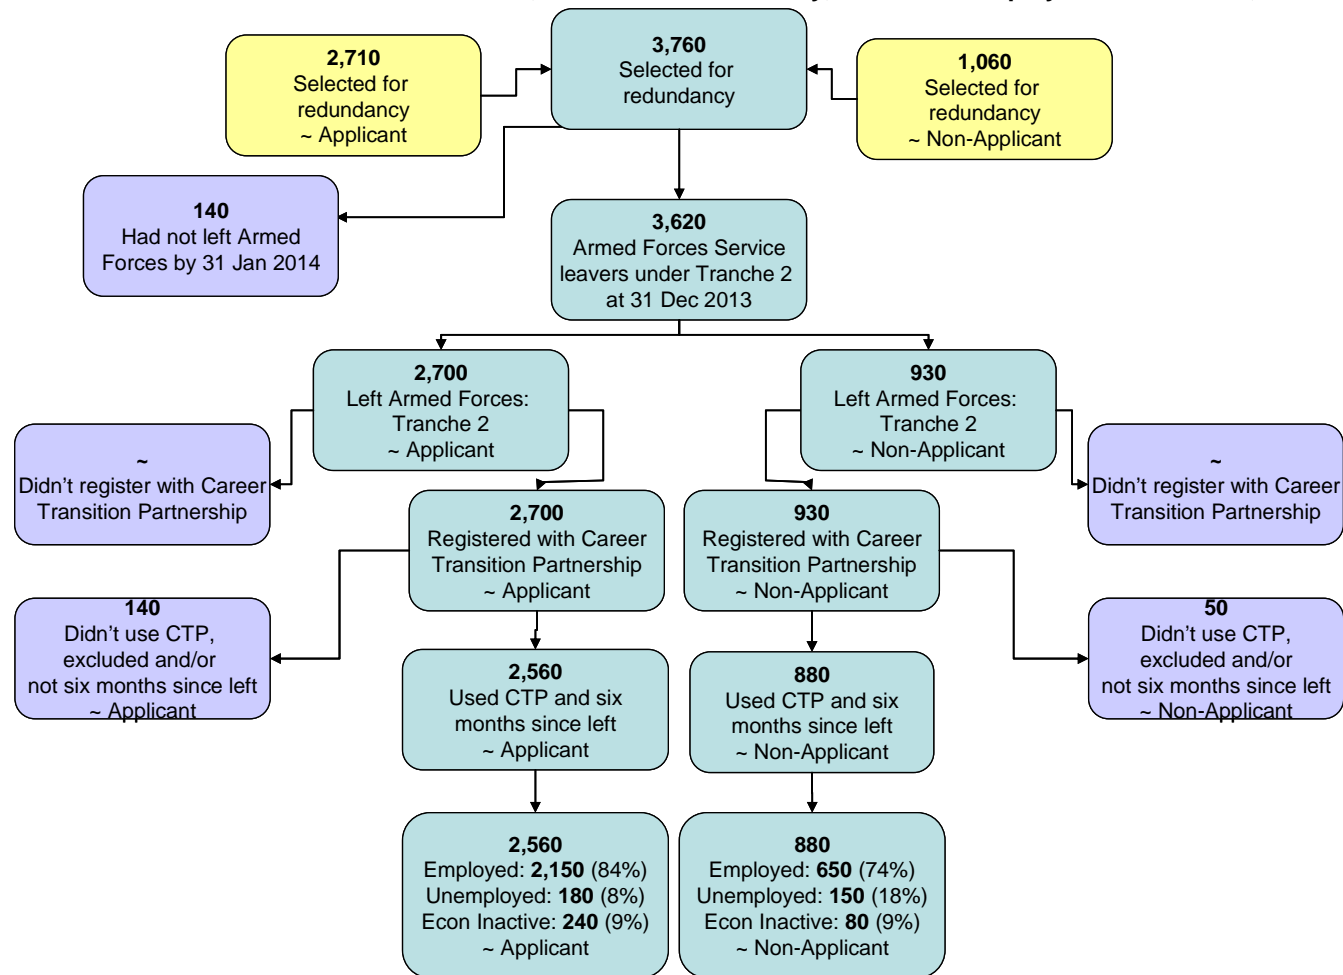 2,710
Selected for
redundancy
~ Applicant
3,760
Selected for
redundancy
1,060
Selected for
redundancy
~ Non-Applicant
140
Had not left Armed
Forces by 31 Jan 2014
3,620
Armed Forces Service
leavers under Tranche 2
at 31 Dec 2013
2,700
Left Armed Forces:
Tranche 2
~ Applicant
930
Left Armed Forces:
Tranche 2
~ Non-Applicant
~
Didn't register with Career
Transition Partnership
~
Didn't register with Career
Transition Partnership
2,700
Registered with Career
Transition Partnership
~ Applicant
930
Registered with Career
Transition Partnership
~ Non-Applicant
140
Didn't use CTP,
excluded and/or
not six months since left
~ Applicant
50
Didn't use CTP,
excluded and/or
not six months since left
~ Non-Applicant
2,560
Used CTP and six
months since left
~ Applicant
880
Used CTP and six
months since left
~ Non-Applicant
2,560
Employed: 2,150 (84%)
Unemployed: 180 (8%)
Econ Inactive: 240 (9%)
~ Applicant
880
Employed: 650 (74%)
Unemployed: 150 (18%)
Econ Inactive: 80 (9%)
~ Non-Applicant